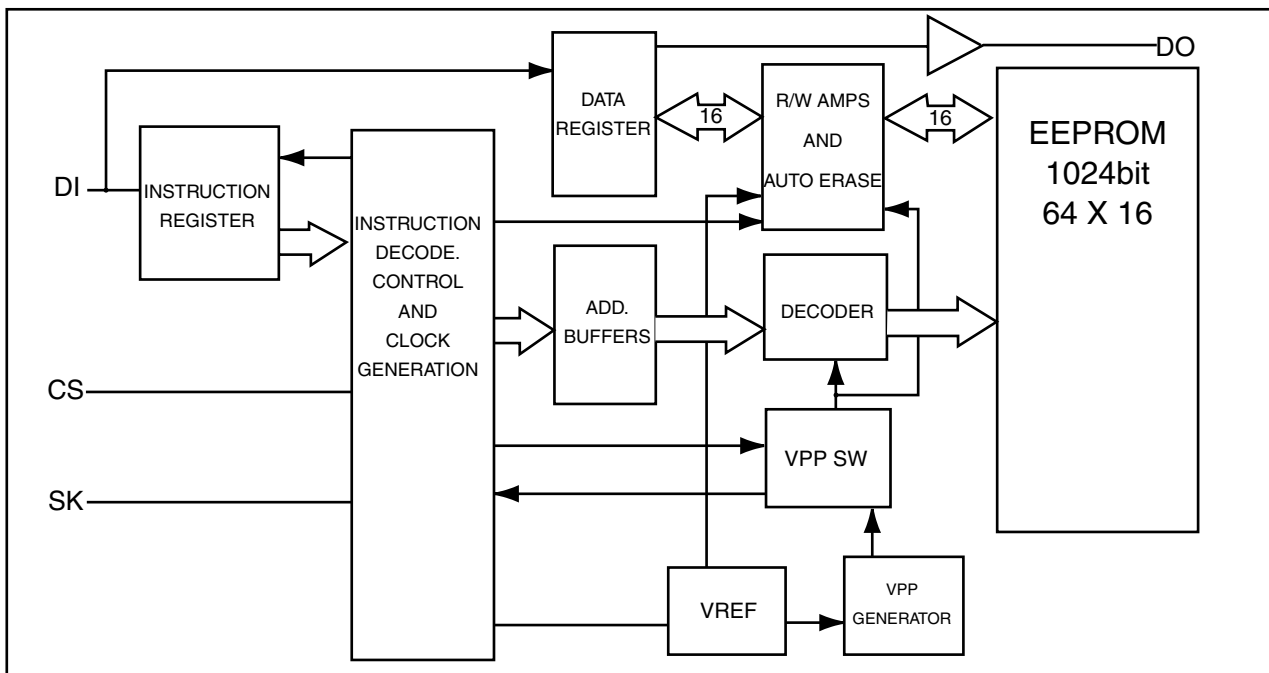 DO
DATA
REGISTER
16
R/W AMPS
AND
AUTO ERASE
16
EEPROM
1024bit
64 X 16
DI
INSTRUCTION
REGISTER
INSTRUCTION
DECODE.
CONTROL
AND
CLOCK
GENERATION
ADD.
BUFFERS
DECODER
CS
SK
VPP SW
VREF
VPP
GENERATOR